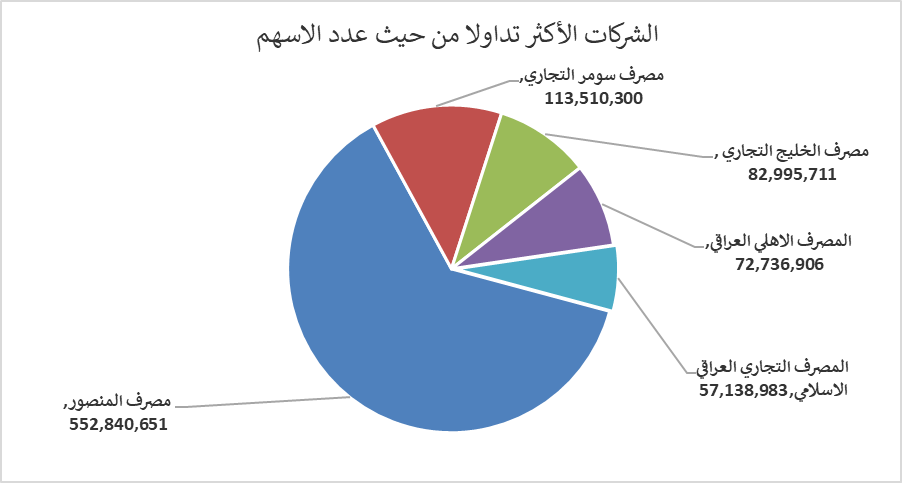 الشركات الأكثر تداولا من حيث عدد الاسهم
مصرف سومر التجاري,
113,510,300
مصرف الخليج التجاري ,
82,995,711
المصرف الاهلي العراقي,
72,736,906
المصرف التجاري العراقي
الاسلامي, 57,138,983
مصرف المنصور,
552,840,651